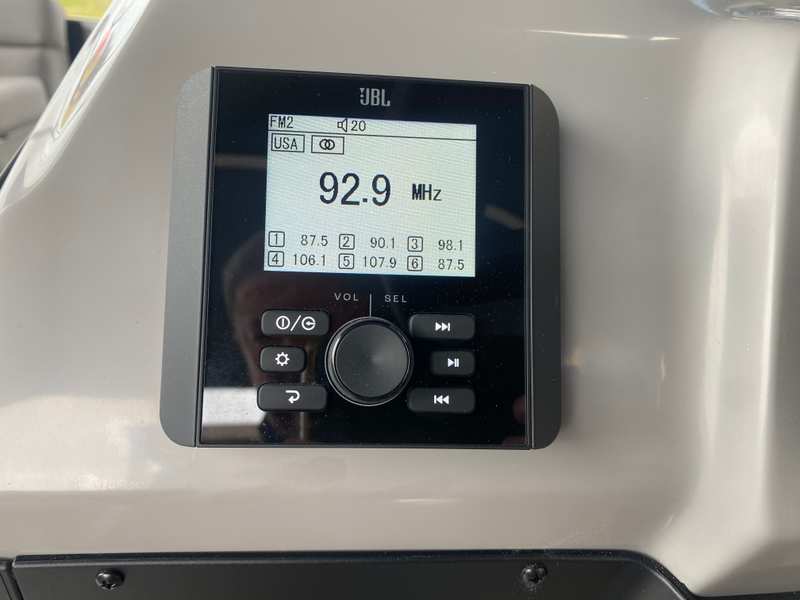 JBL
FM2 20
USA
92.9 MHz
1 87.5 2 90.1 3 98.1
4 106.1 5 107.9 6 87.5
VOL SEL